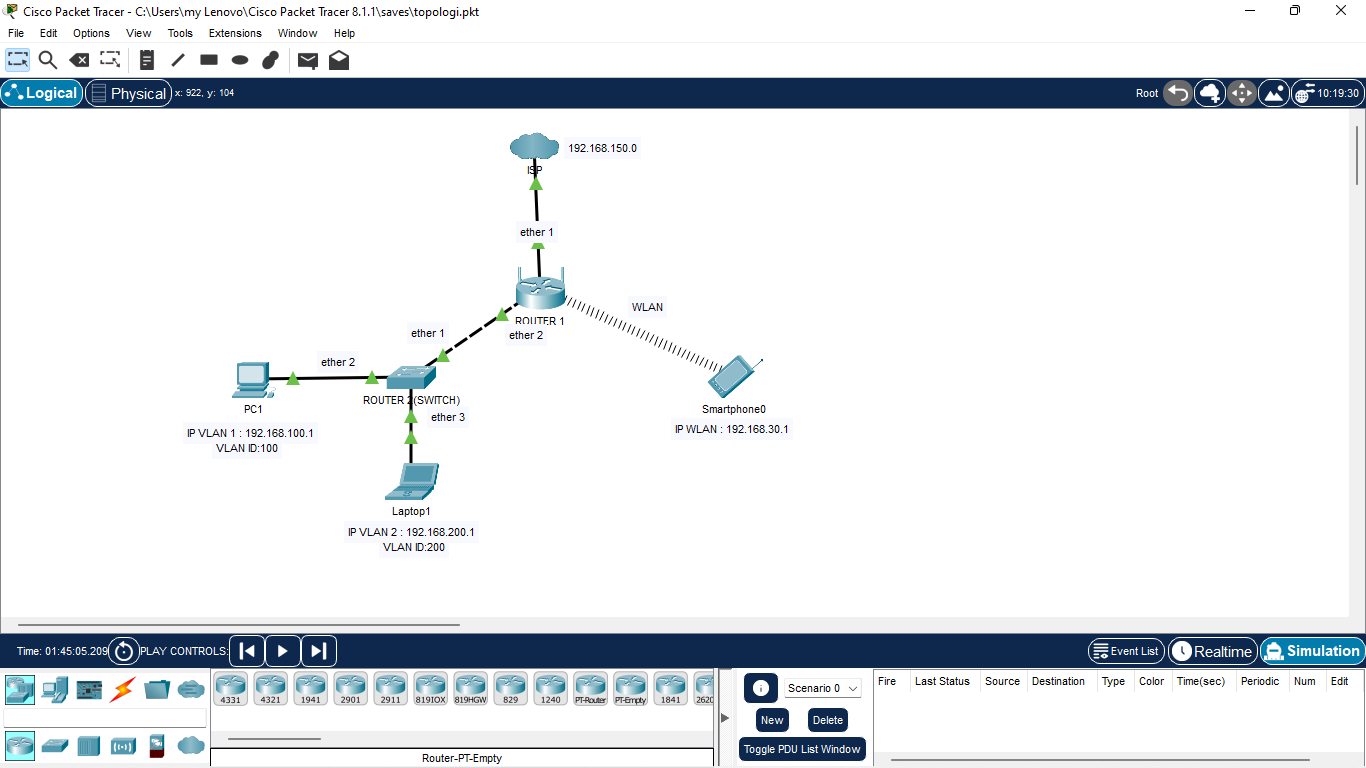 Cisco Packet Tracer - C:\Users\my Lenovo\Cisco Packet Tracer 8.1.1\saves\topologi.pkt
File Edit Options View Tools Extensions Window Help
Logical Physical x: 922, y: 104 Root 10:19:30
192.168.150.0
ISP
ether 1
WLAN
ROUTER 1
ether 1 ether 2
ether 2
ROUTER 2(SWITCH)
ether 3
PC1
Smartphone0
IP VLAN 1 : 192.168.100.1
VLAN ID:100
IP WLAN : 192.168.30.1
Laptop1
IP VLAN 2 : 192.168.200.1
VLAN ID:200
Time: 01:45:05.209 PLAY CONTROLS: Event List Realtime Simulation
4331 4321 1941 2901 2911 819IOX 819HGW 829 1240 PT-Router PT-Empty 1841 2620
Router-PT-Empty
Scenario 0
New Delete
Toggle PDU List Window
Fire Last Status Source Destination Type Color Time(sec) Periodic Num Edit